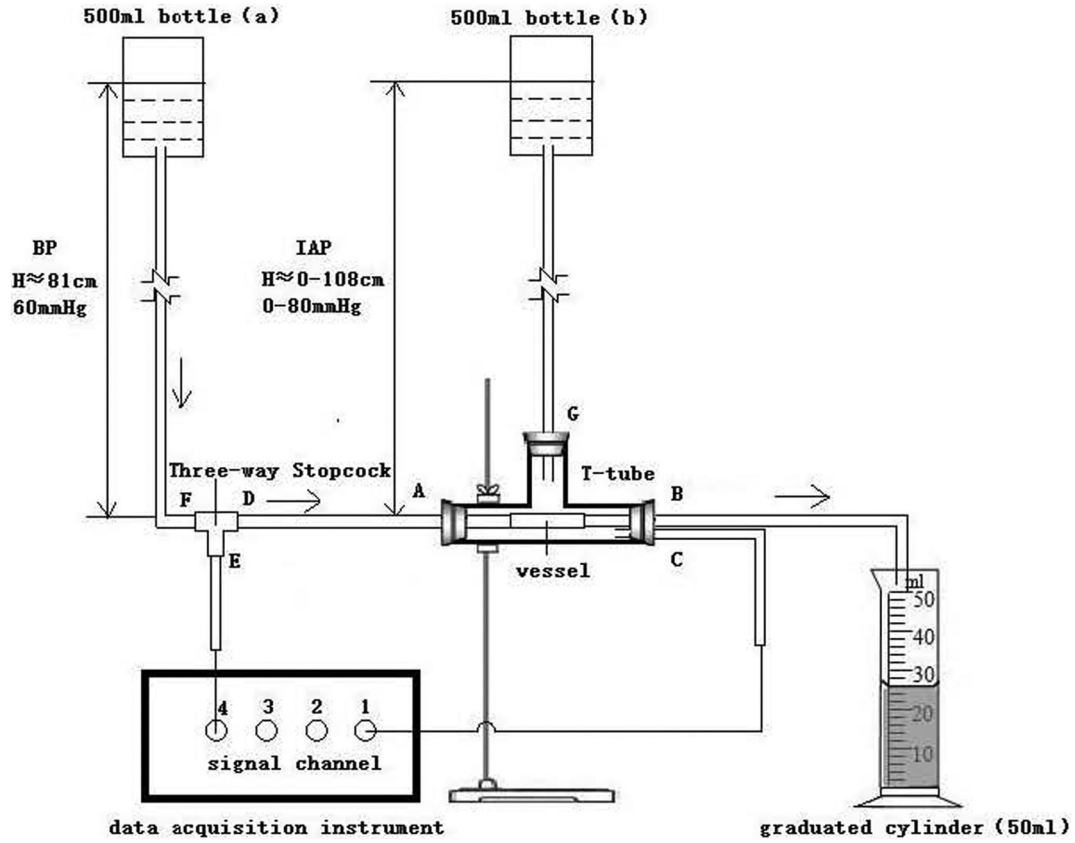 500ml bottle (a)
500ml bottle (b)
BP
H≈81cm
60mmHg
IAP
H≈0-108cm
0-80mmHg
G
Three-way Stopcock
T-tube
F
D
A
B
E
vessel
C
ml
50
40
30
20
10
4 3 2 1
signal channel
data acquisition instrument
graduated cylinder (50ml)